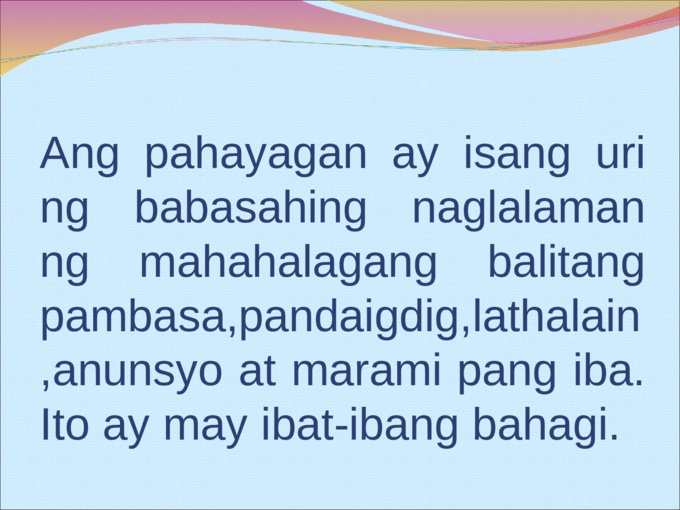 Ang pahayagan ay isang uri
ng babasahing naglalaman
ng mahahalagang balitang
pambasa,pandaigdig,lathalain
,anunsyo at marami pang iba.
Ito ay may ibat-ibang bahagi.